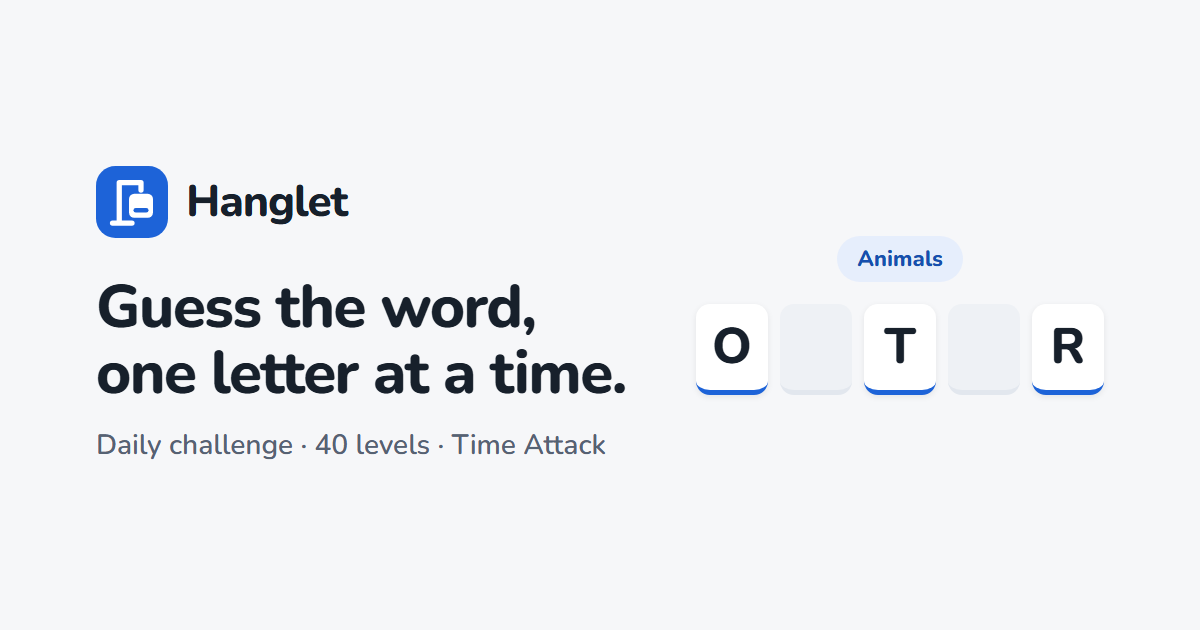 Hanglet
Guess the word,
one letter at a time.
Daily challenge · 40 levels · Time Attack
Animals
O T R